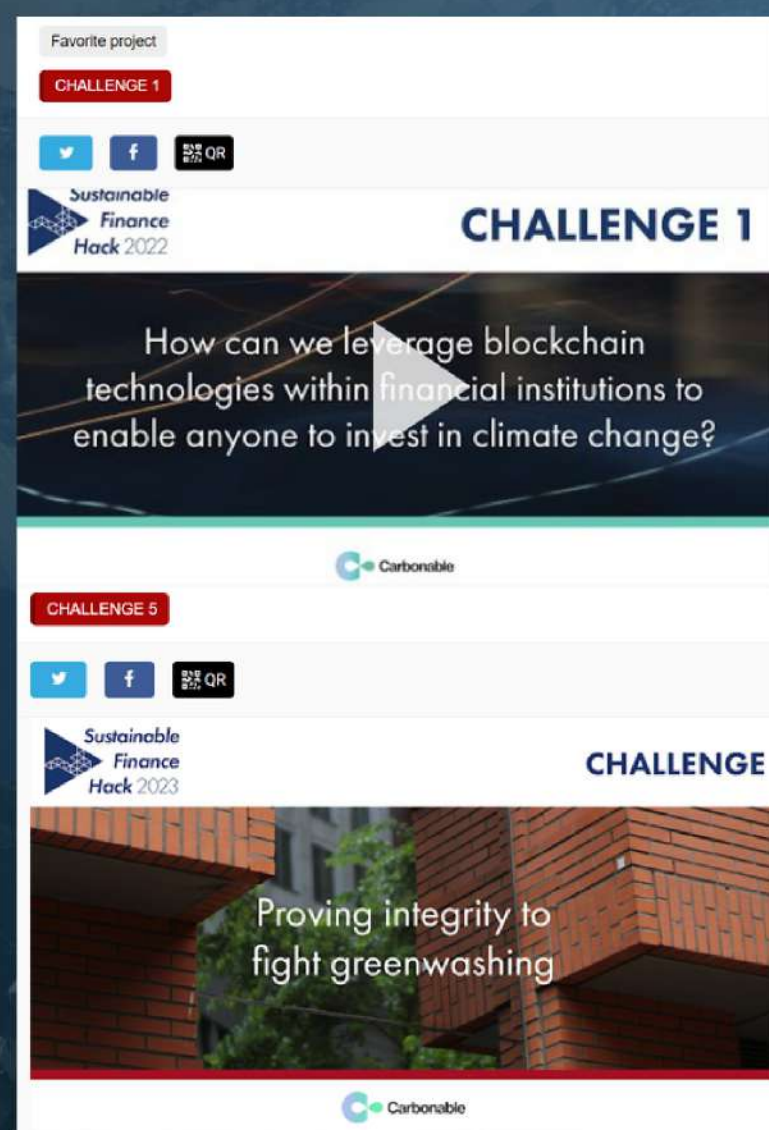 Favorite project
CHALLENGE 1
f
QR
Sustainable
Finance
Hack 2022
CHALLENGE 1
How can we leverage blockchain
technologies within financial institutions to
enable anyone to invest in climate change?
Carbonable
CHALLENGE 5
f
QR
Sustainable
Finance
Hack 2023
CHALLENGE
Proving integrity to
fight greenwashing
Carbonable